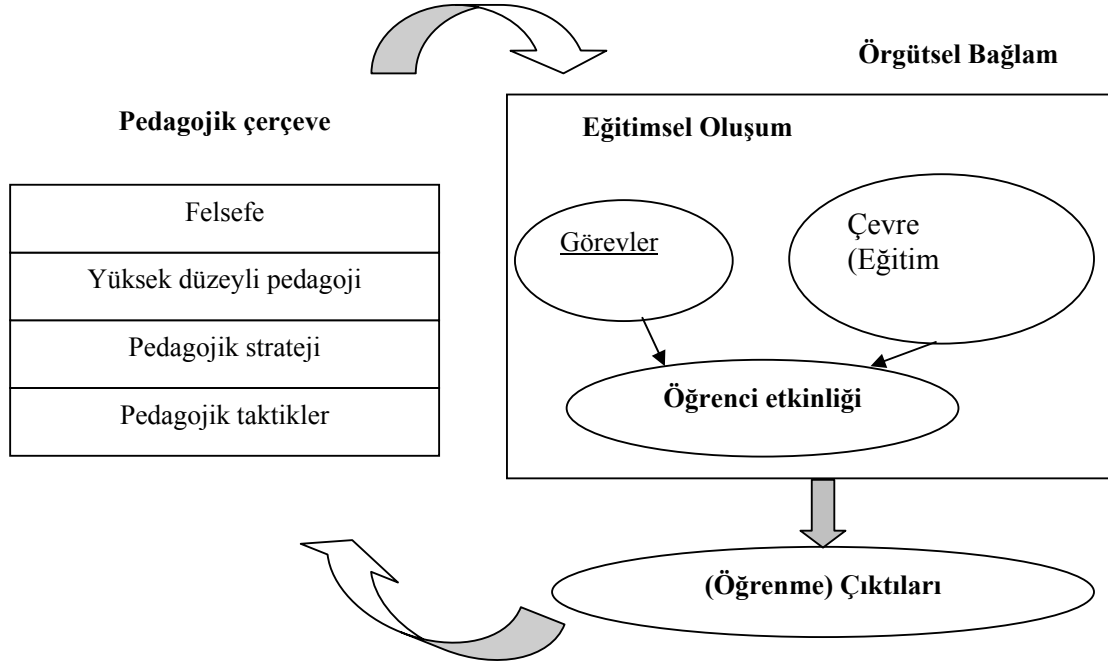 Örgütsel Bağlam
Pedagojik çerçeve
Felsefe
Yüksek düzeyli pedagoji
Pedagojik strateji
Pedagojik taktikler
Eğitimsel Oluşum
Görevler
Çevre
(Eğitim
Öğrenci etkinliği
(Öğrenme) Çıktıları